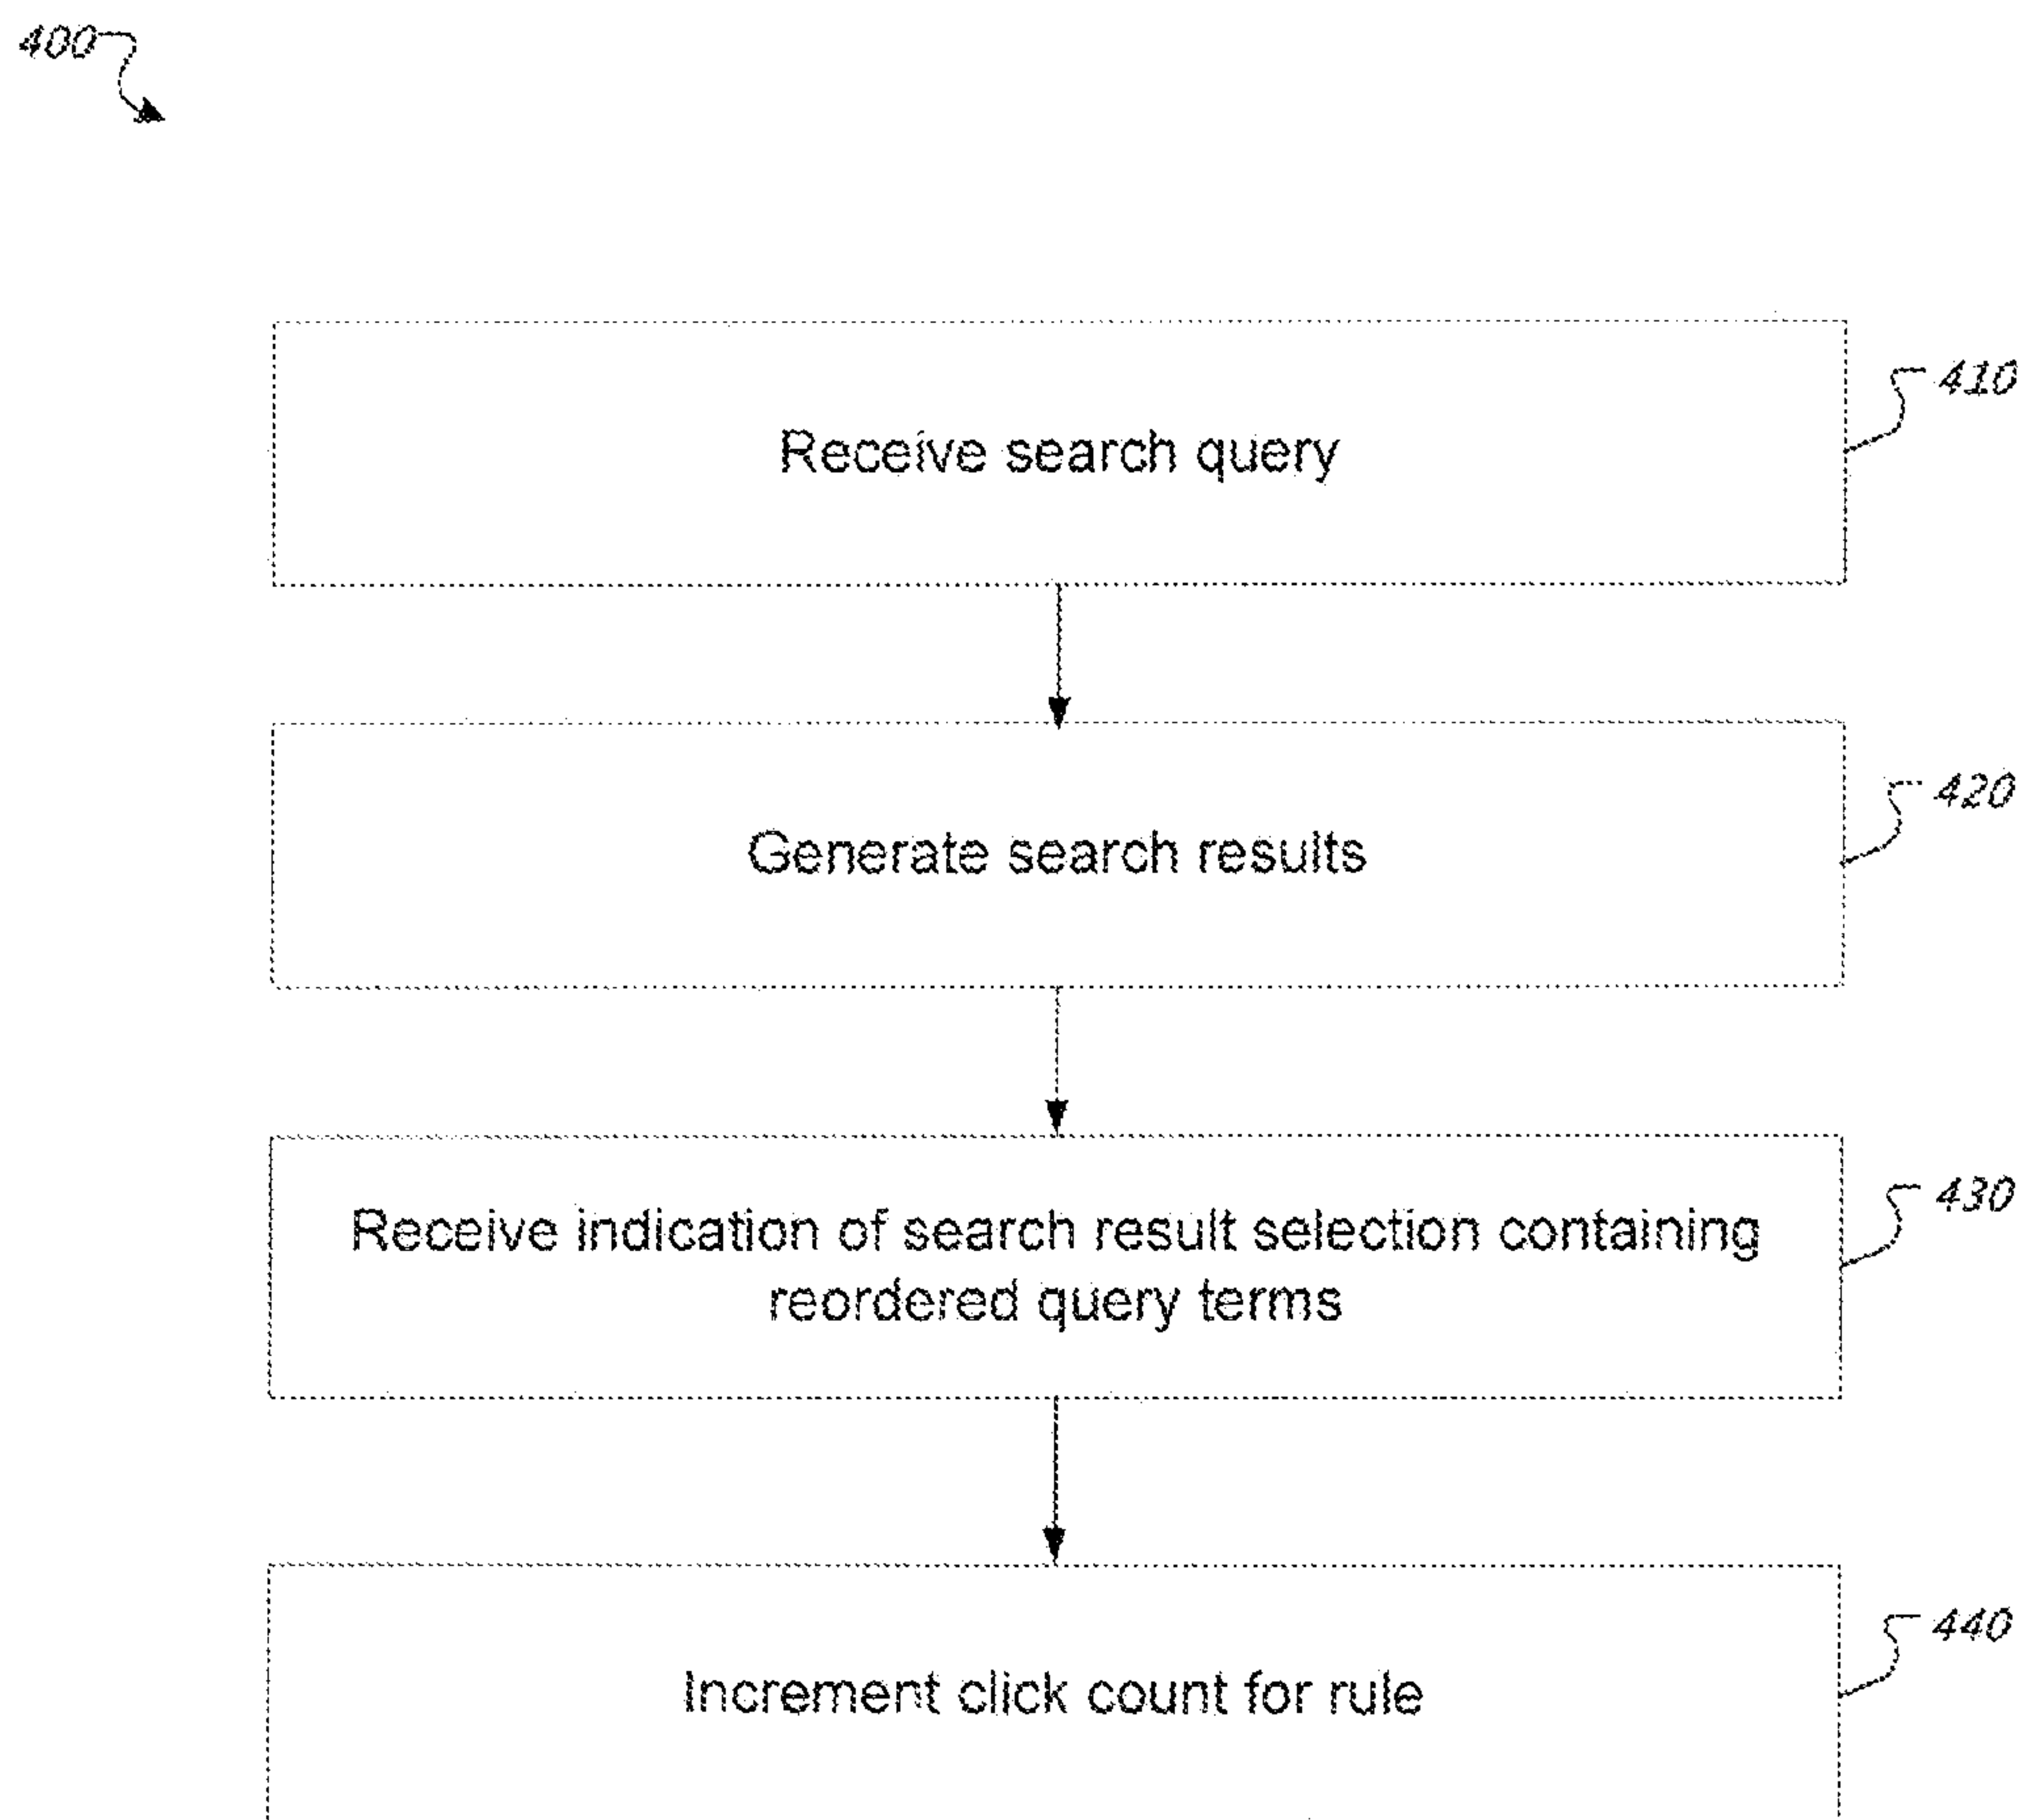 400
Receive search query
410
Generate search results
420
Receive indication of search result selection containing
reordered query terms
430
Increment click count for rule
440